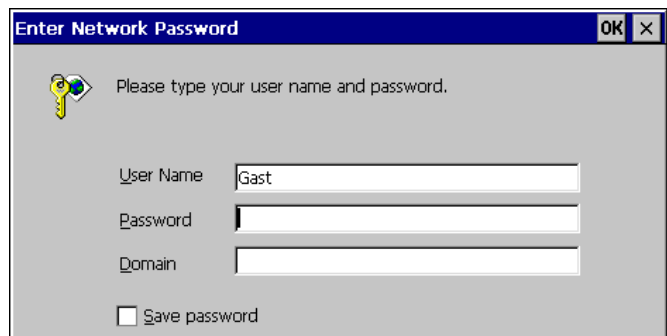 Enter Network Password OK ×
Please type your user name and password.
User Name Gast
Password
Domain
Save password